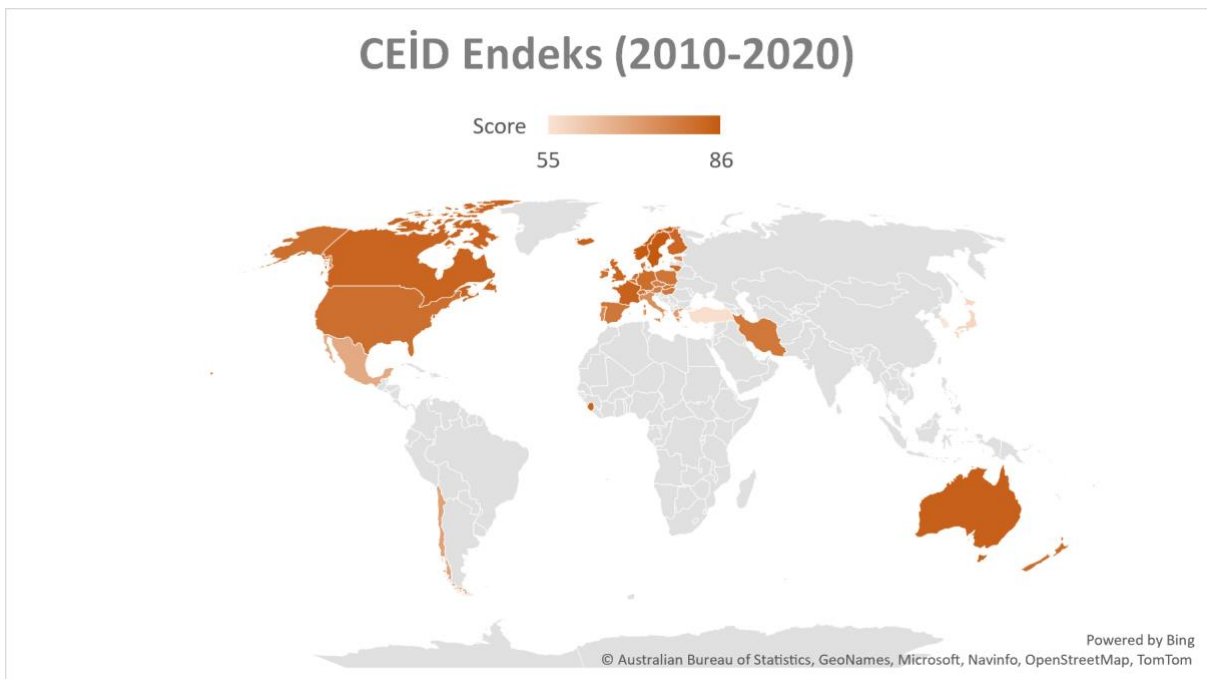 CEİD Endeks (2010-2020)
Score
55 86
Powered by Bing
© Australian Bureau of Statistics, GeoNames, Microsoft, Navinfo, OpenStreetMap, TomTom